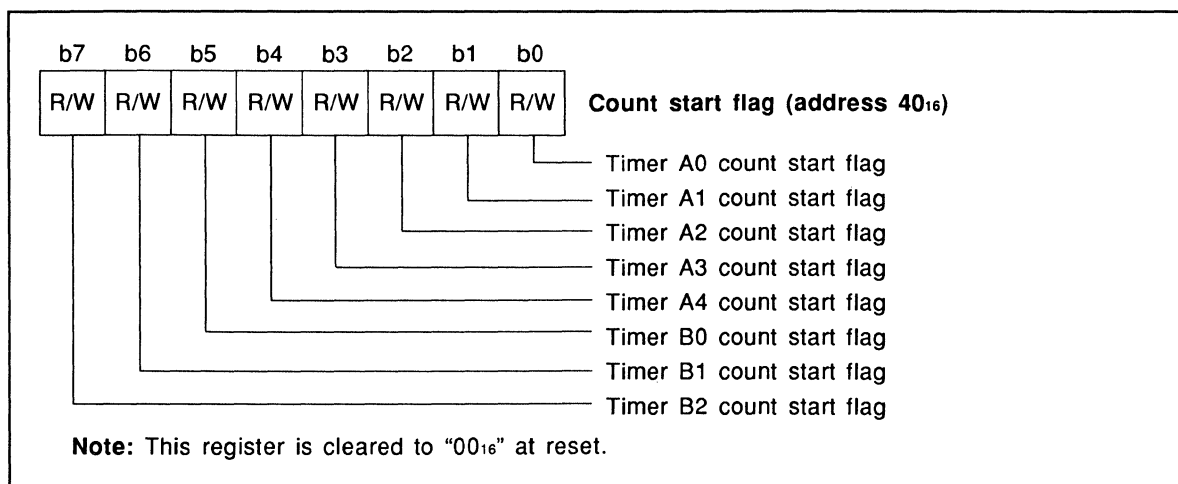 b7 b6 b5 b4 b3 b2 b1 b0
R/W R/W R/W R/W R/W R/W R/W R/W Count start flag (address 40₁₆)
Timer A0 count start flag
Timer A1 count start flag
Timer A2 count start flag
Timer A3 count start flag
Timer A4 count start flag
Timer B0 count start flag
Timer B1 count start flag
Timer B2 count start flag
Note: This register is cleared to “00₁₆” at reset.